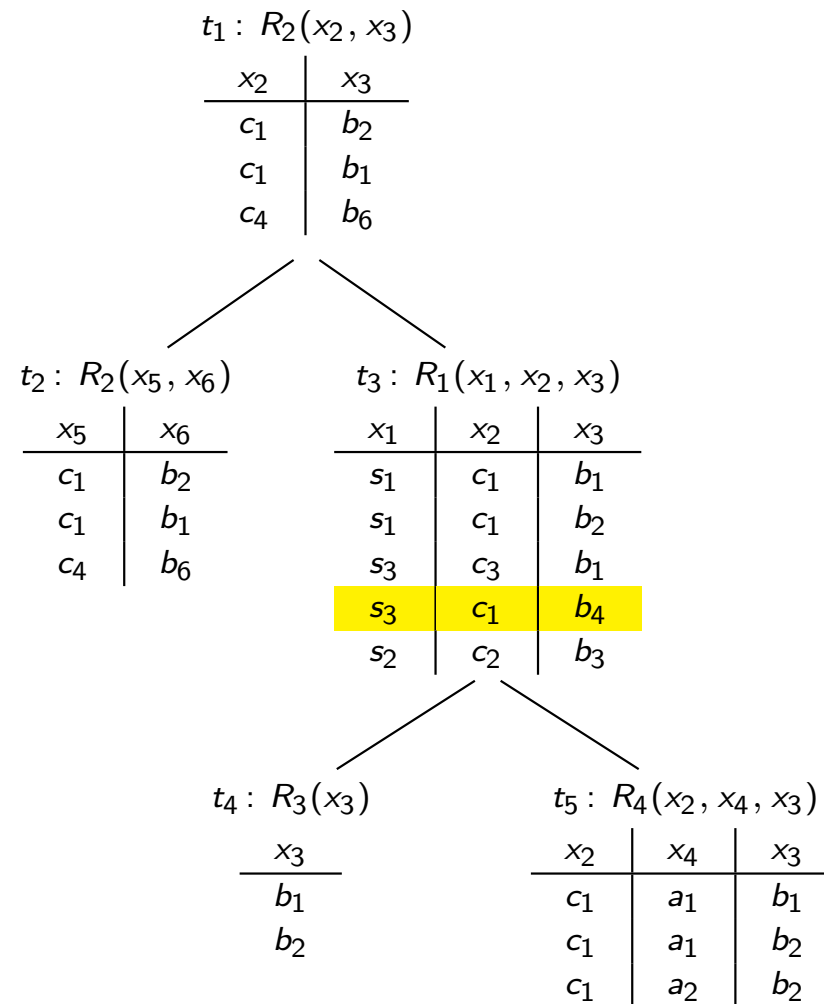 t₁ : R₂(x₂, x₃)
x₂ x₃
c₁ b₂
c₁ b₁
c₄ b₆
t₂ : R₂(x₅, x₆)
x₅ x₆
c₁ b₂
c₁ b₁
c₄ b₆
t₃ : R₁(x₁, x₂, x₃)
x₁ x₂ x₃
s₁ c₁ b₁
s₁ c₁ b₂
s₃ c₃ b₁
s₃ c₁ b₄
s₂ c₂ b₃
t₄ : R₃(x₃)
x₃
b₁
b₂
t₅ : R₄(x₂, x₄, x₃)
x₂ x₄ x₃
c₁ a₁ b₁
c₁ a₁ b₂
c₁ a₂ b₂